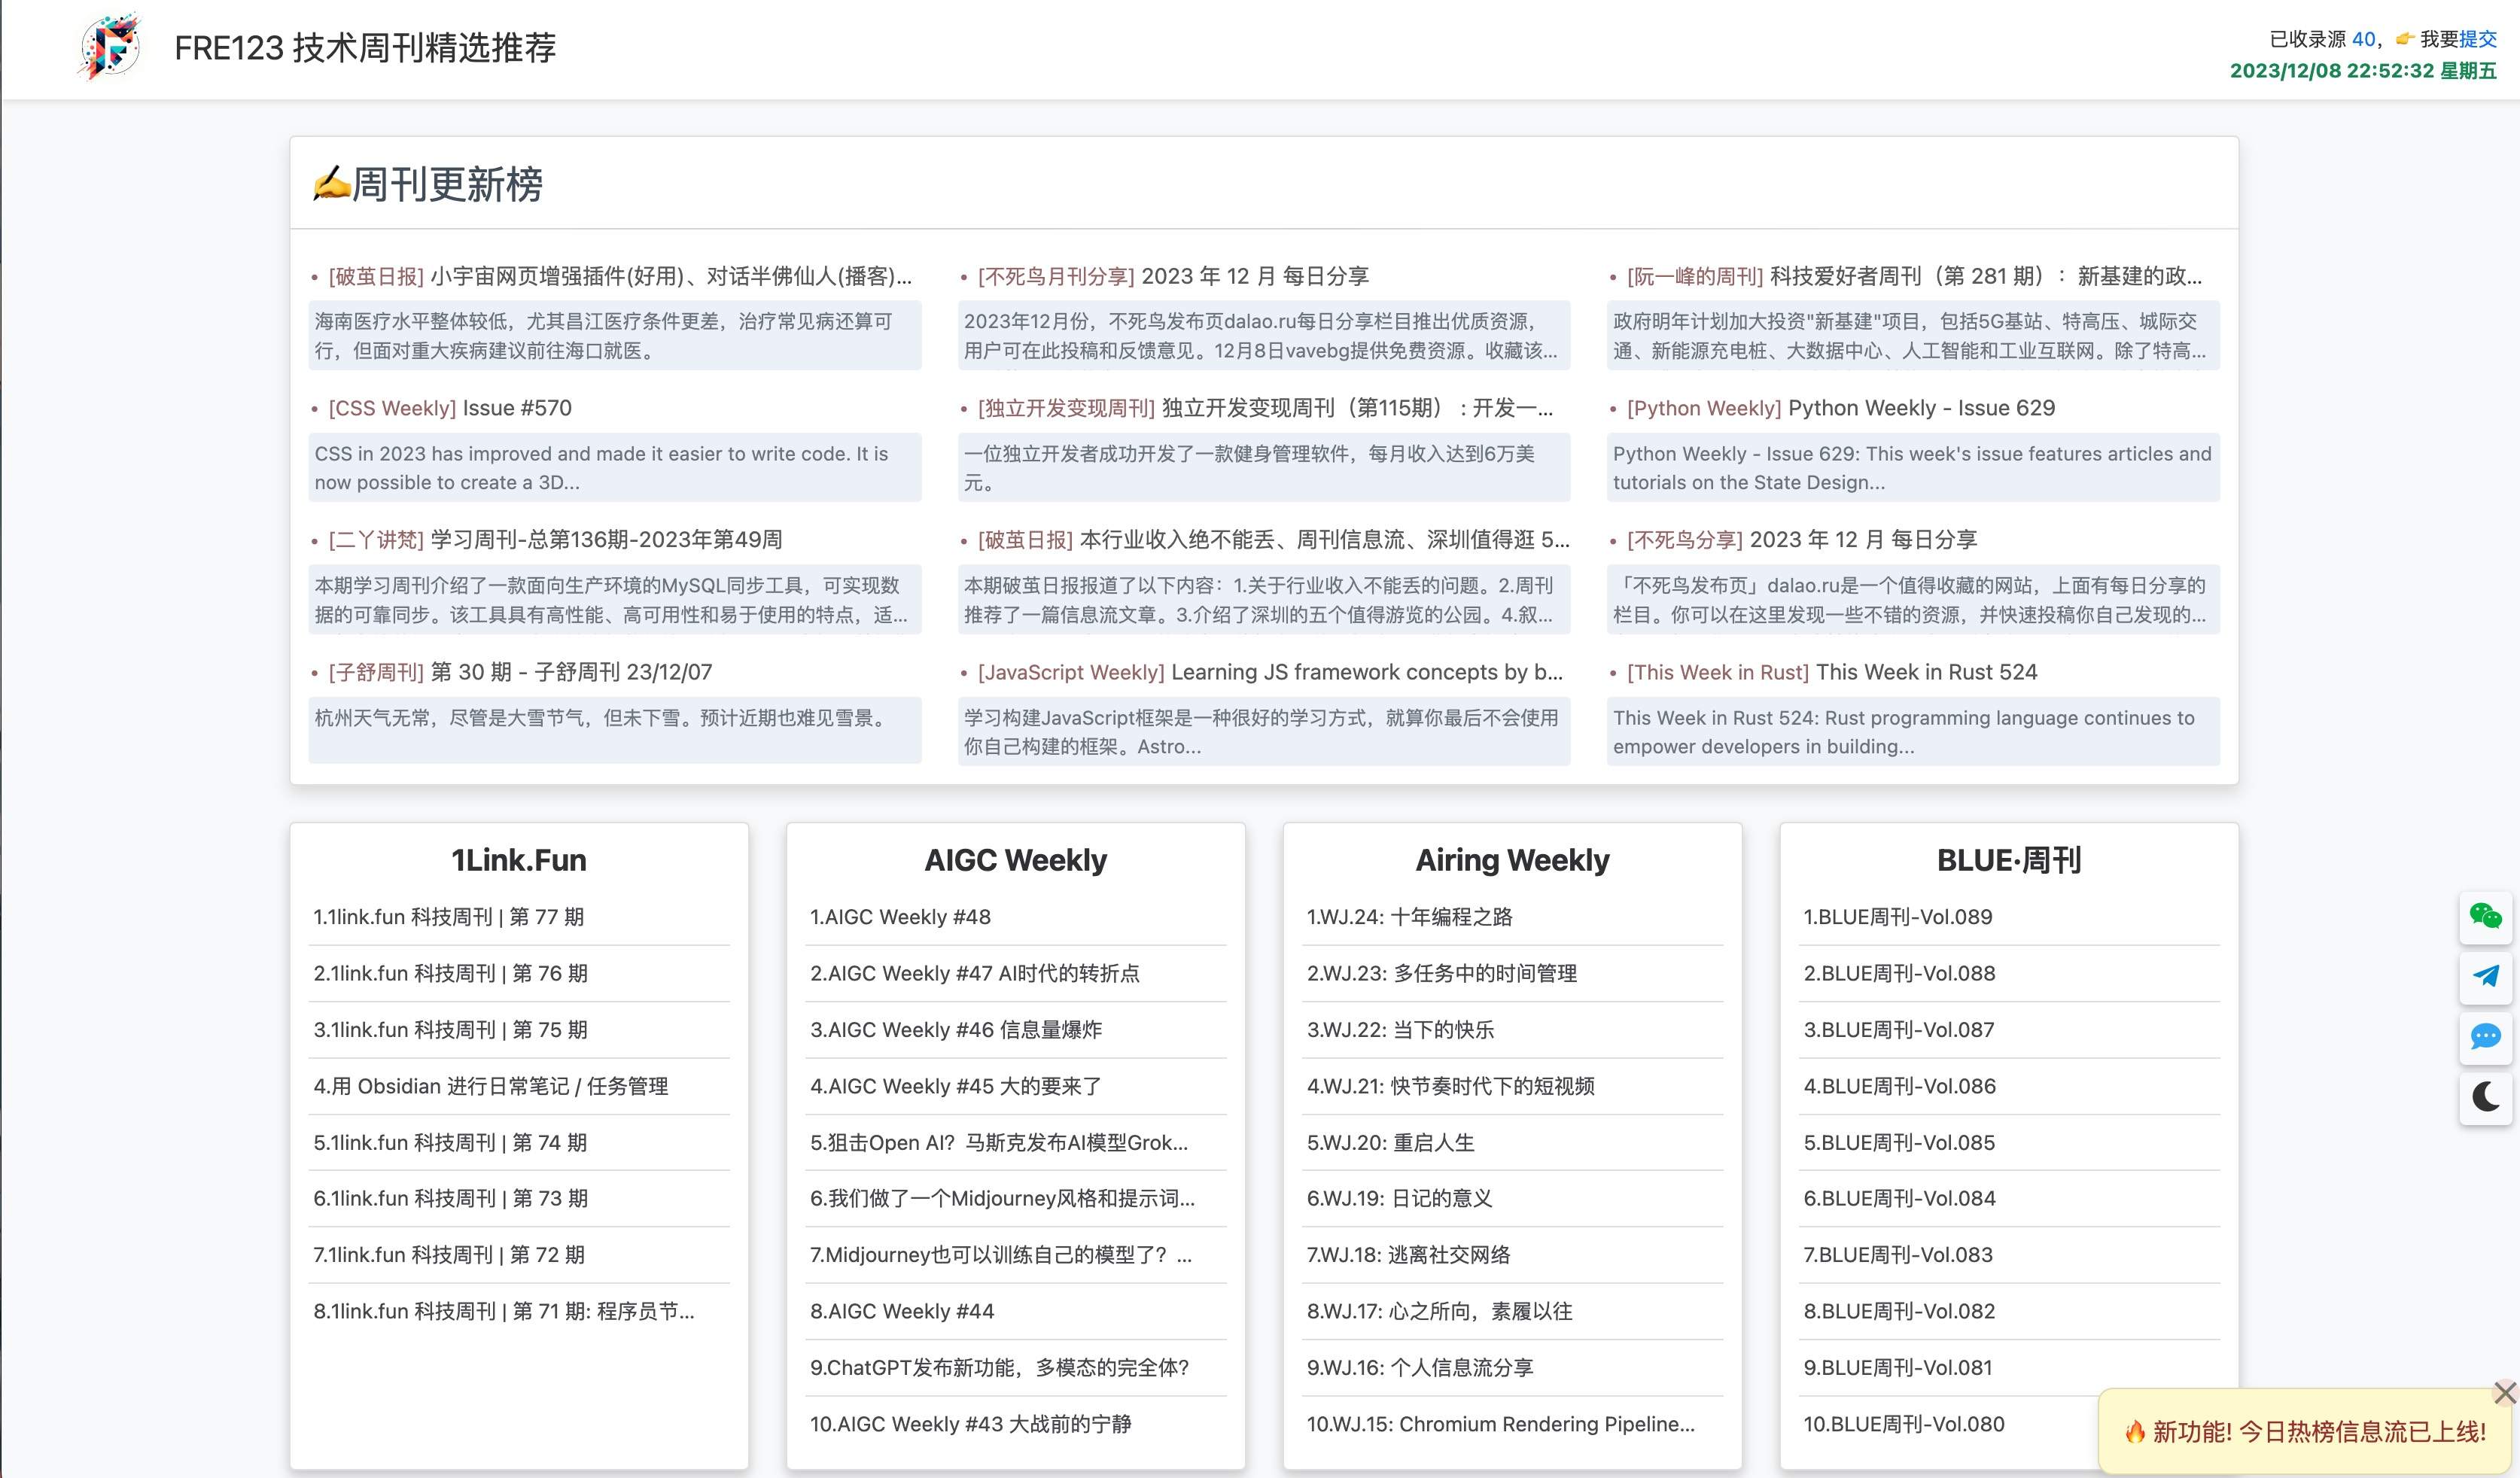 FRE123 技术周刊精选推荐
已收录源 40，👉 我要提交
2023/12/08 22:52:32 星期五
✍️周刊更新榜
• [破茧日报] 小宇宙网页增强插件(好用)、对话半佛仙人(播客)...
海南医疗水平整体较低，尤其昌江医疗条件更差，治疗常见病还算可
行，但面对重大疾病建议前往海口就医。
• [不死鸟月刊分享] 2023 年 12 月 每日分享
2023年12月份，不死鸟发布页dalao.ru每日分享栏目推出优质资源，
用户可在此投稿和反馈意见。12月8日vavebg提供免费资源。收藏该...
• [阮一峰的周刊] 科技爱好者周刊（第 281 期）：新基建的政...
政府明年计划加大投资"新基建"项目，包括5G基站、特高压、城际交
通、新能源充电桩、大数据中心、人工智能和工业互联网。除了特高...
• [CSS Weekly] Issue #570
CSS in 2023 has improved and made it easier to write code. It is
now possible to create a 3D...
• [独立开发变现周刊] 独立开发变现周刊（第115期） : 开发一...
一位独立开发者成功开发了一款健身管理软件，每月收入达到6万美
元。
• [Python Weekly] Python Weekly - Issue 629
Python Weekly - Issue 629: This week's issue features articles and
tutorials on the State Design...
• [二丫讲梵] 学习周刊-总第136期-2023年第49周
本期学习周刊介绍了一款面向生产环境的MySQL同步工具，可实现数
据的可靠同步。该工具具有高性能、高可用性和易于使用的特点，适...
• [破茧日报] 本行业收入绝不能丢、周刊信息流、深圳值得逛 5...
本期破茧日报报道了以下内容：1.关于行业收入不能丢的问题。2.周刊
推荐了一篇信息流文章。3.介绍了深圳的五个值得游览的公园。4.叙...
• [不死鸟分享] 2023 年 12 月 每日分享
「不死鸟发布页」dalao.ru是一个值得收藏的网站，上面有每日分享的
栏目。你可以在这里发现一些不错的资源，并快速投稿你自己发现的...
• [子舒周刊] 第 30 期 - 子舒周刊 23/12/07
杭州天气无常，尽管是大雪节气，但未下雪。预计近期也难见雪景。
• [JavaScript Weekly] Learning JS framework concepts by b...
学习构建JavaScript框架是一种很好的学习方式，就算你最后不会使用
你自己构建的框架。Astro...
• [This Week in Rust] This Week in Rust 524
This Week in Rust 524: Rust programming language continues to
empower developers in building...
1Link.Fun
1.1link.fun 科技周刊 | 第 77 期
2.1link.fun 科技周刊 | 第 76 期
3.1link.fun 科技周刊 | 第 75 期
4.用 Obsidian 进行日常笔记 / 任务管理
5.1link.fun 科技周刊 | 第 74 期
6.1link.fun 科技周刊 | 第 73 期
7.1link.fun 科技周刊 | 第 72 期
8.1link.fun 科技周刊 | 第 71 期: 程序员节...
AIGC Weekly
1.AIGC Weekly #48
2.AIGC Weekly #47 AI时代的转折点
3.AIGC Weekly #46 信息量爆炸
4.AIGC Weekly #45 大的要来了
5.狙击Open AI？马斯克发布AI模型Grok...
6.我们做了一个Midjourney风格和提示词...
7.Midjourney也可以训练自己的模型了？...
8.AIGC Weekly #44
9.ChatGPT发布新功能，多模态的完全体？
10.AIGC Weekly #43 大战前的宁静
Airing Weekly
1.WJ.24: 十年编程之路
2.WJ.23: 多任务中的时间管理
3.WJ.22: 当下的快乐
4.WJ.21: 快节奏时代下的短视频
5.WJ.20: 重启人生
6.WJ.19: 日记的意义
7.WJ.18: 逃离社交网络
8.WJ.17: 心之所向，素履以往
9.WJ.16: 个人信息流分享
10.WJ.15: Chromium Rendering Pipeline...
BLUE·周刊
1.BLUE周刊-Vol.089
2.BLUE周刊-Vol.088
3.BLUE周刊-Vol.087
4.BLUE周刊-Vol.086
5.BLUE周刊-Vol.085
6.BLUE周刊-Vol.084
7.BLUE周刊-Vol.083
8.BLUE周刊-Vol.082
9.BLUE周刊-Vol.081
10.BLUE周刊-Vol.080
🔥 新功能! 今日热榜信息流已上线!